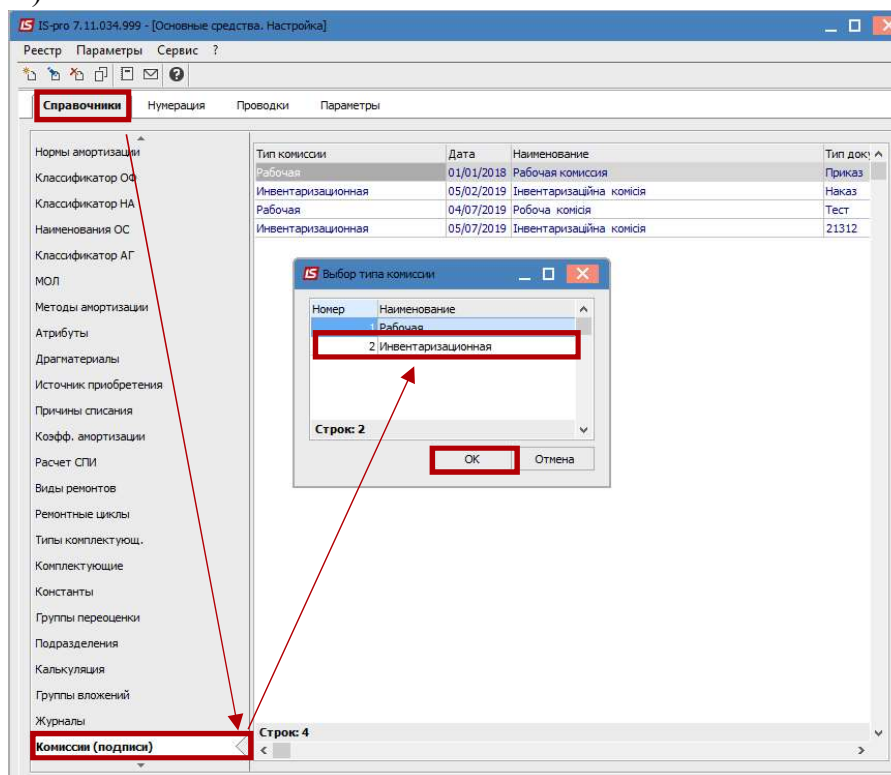 IS-pro 7.11.034.999 - [Основные средства. Настройка]
Реестр Параметры Сервис ?
Справочники Нумерация Проводки Параметры
Нормы амортизации
Классификатор ОФ
Классификатор НА
Наименования ОС
Классификатор АГ
МОЛ
Методы амортизации
Атрибуты
Драгматериалы
Источник приобретения
Причины списания
Коэфф. амортизации
Расчет СПИ
Виды ремонтов
Ремонтные циклы
Типы комплектующ.
Комплектующие
Константы
Группы переоценки
Подразделения
Калькуляция
Группы вложений
Журналы
Комиссии (подписи)
Тип комиссии Дата Наименование Тип док
Рабочая 01/01/2018 Рабочая комиссия Приказ
Инвентаризационная 05/02/2019 Інвентаризаційна комісія Наказ
Рабочая 04/07/2019 Робоча комісія Тест
Инвентаризационная 05/07/2019 Інвентаризаційна комісія 21312
Выбор типа комиссии
Номер Наименование
1 Рабочая
2 Инвентаризационная
Строк: 2
OK Отмена
Строк: 4